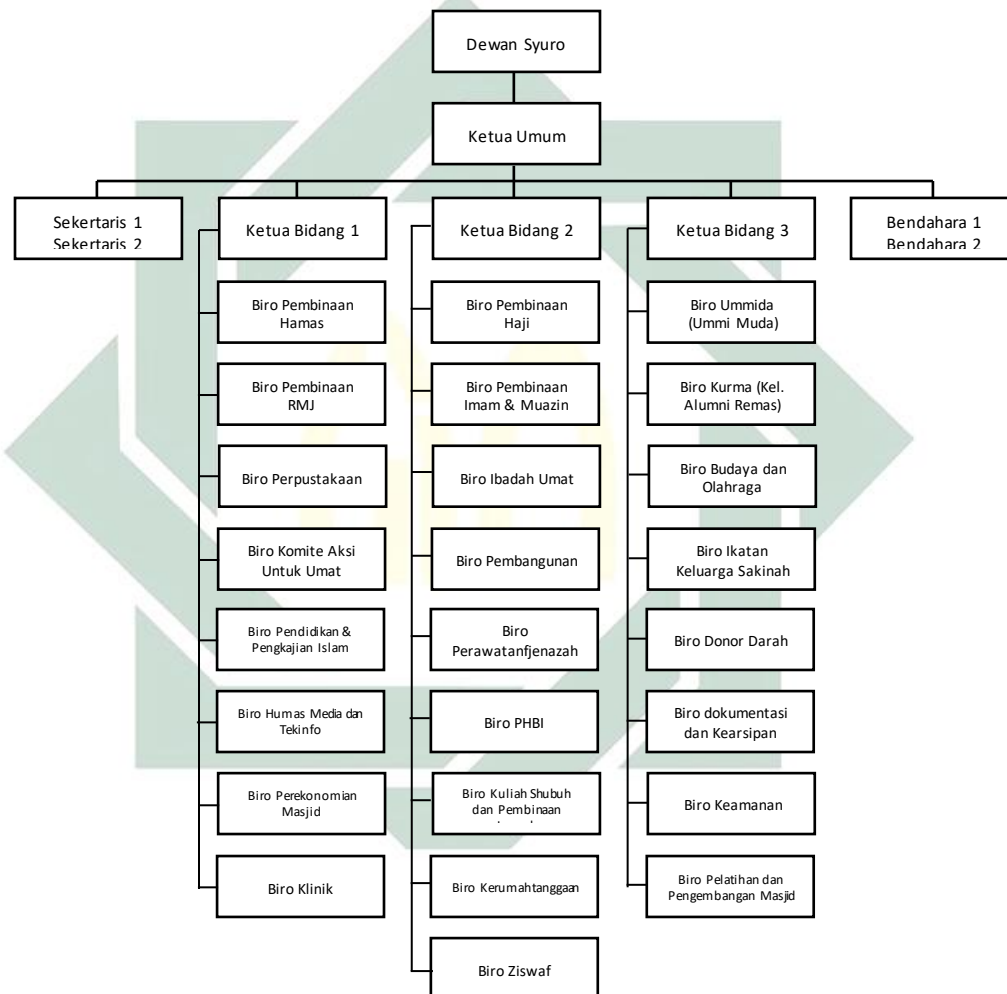 Dewan Syuro
Ketua Umum
Sekertaris 1
Sekertaris 2
Ketua Bidang 1
Ketua Bidang 2
Ketua Bidang 3
Bendahara 1
Bendahara 2
Biro Pembinaan
Hamas
Biro Pembinaan
RMJ
Biro Perpustakaan
Biro Komite Aksi
Untuk Umat
Biro Pendidikan &
Pengkajian Islam
Biro Humas Media dan
Tekinfo
Biro Perekonomian
Masjid
Biro Klinik
Biro Pembinaan
Haji
Biro Pembinaan
Imam & Muazin
Biro Ibadah Umat
Biro Pembangunan
Biro
Perawatanfjenazah
Biro PHBI
Biro Kuliah Shubuh
dan Pembinaan
Biro Kerumahtanggaan
Biro Ziswaf
Biro Ummida
(Ummi Muda)
Biro Kurma (Kel.
Alumni Remas)
Biro Budaya dan
Olahraga
Biro Ikatan
Keluarga Sakinah
Biro Donor Darah
Biro dokumentasi
dan Kearsipan
Biro Keamanan
Biro Pelatihan dan
Pengembangan Masjid